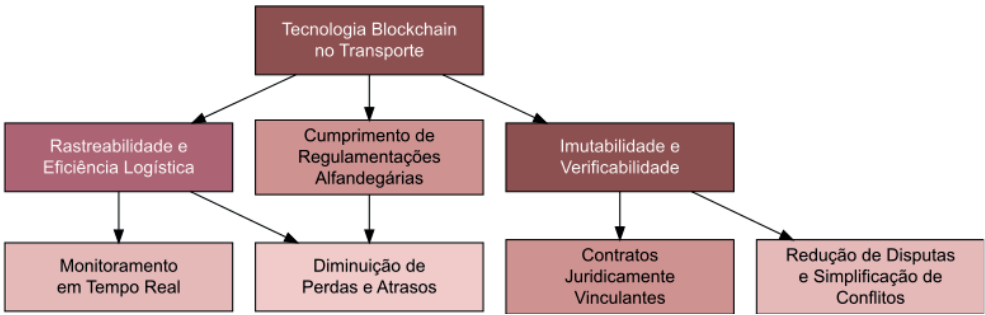 Tecnologia Blockchain
no Transporte
Rastreabilidade e
Eficiência Logística
Cumprimento de
Regulamentações
Alfandegárias
Imutabilidade e
Verificabilidade
Monitoramento
em Tempo Real
Diminuição de
Perdas e Atrasos
Contratos
Juridicamente
Vinculantes
Redução de Disputas
e Simplificação de
Conflitos